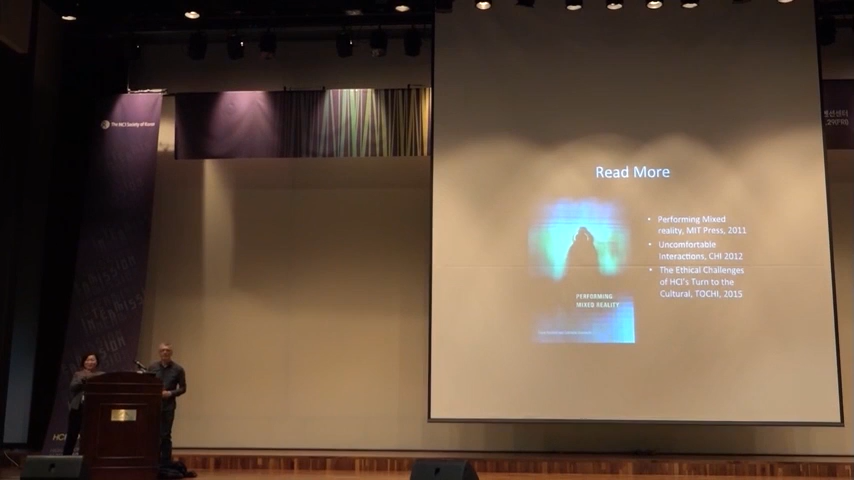 The HCI Society of Korea
Read More
• Performing Mixed
reality, MIT Press, 2011
• Uncomfortable
Interactions, CHI 2012
• The Ethical Challenges
of HCI's Turn to the
Cultural, TOCHI, 2015
PERFORMING
MIXED REALITY